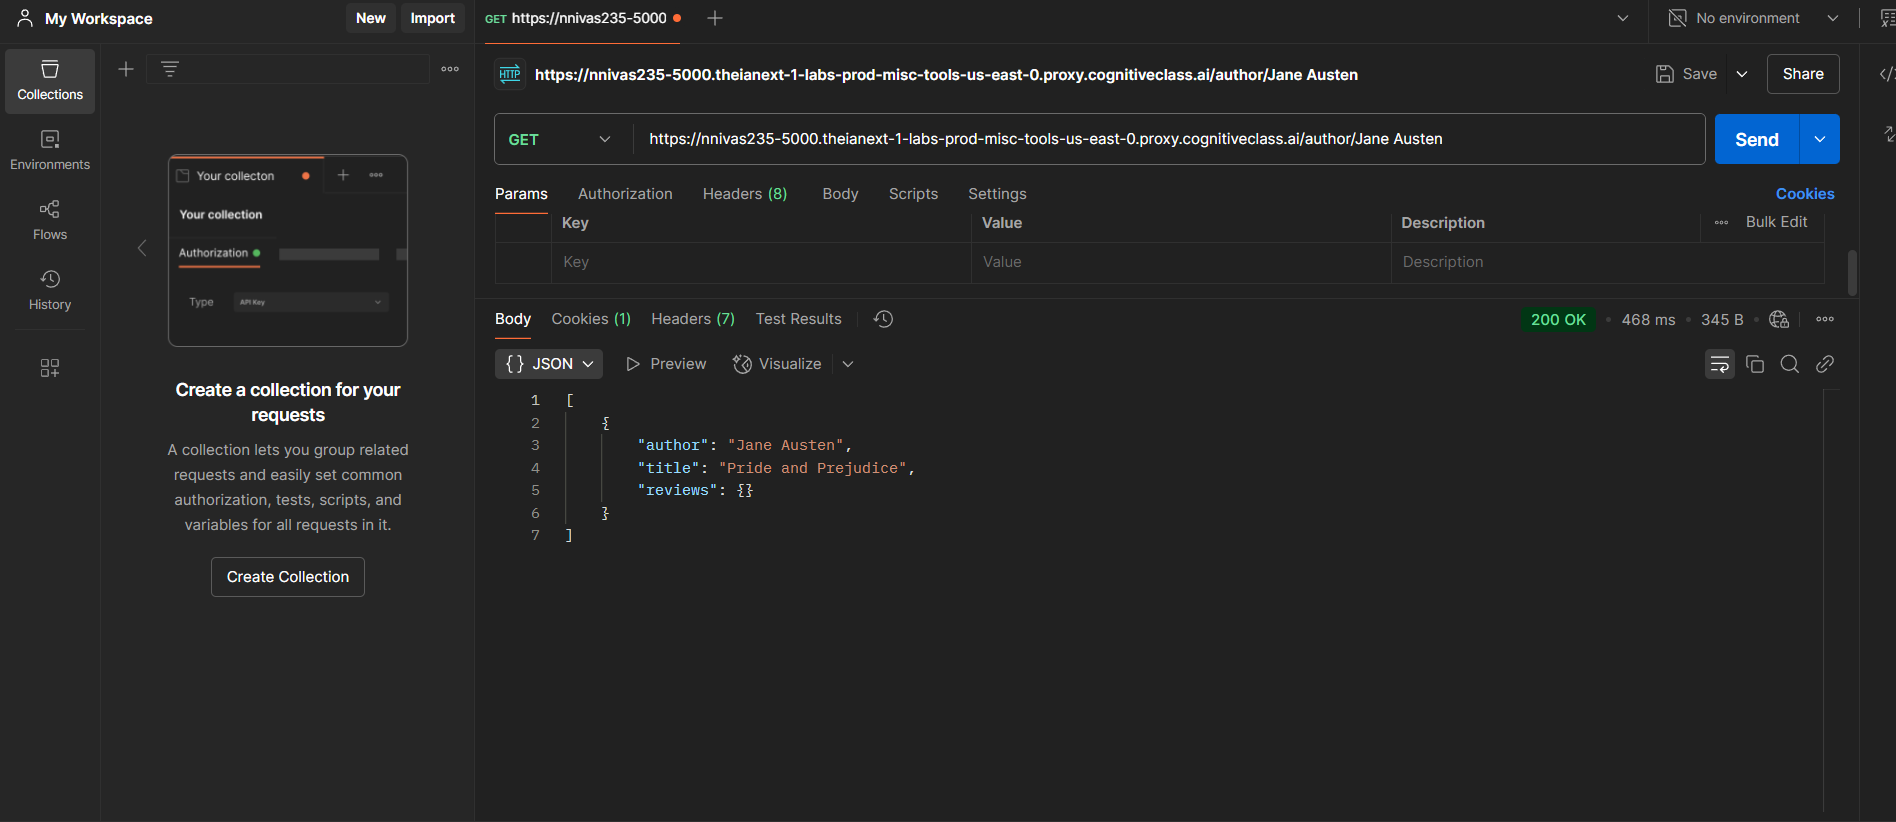 My Workspace
New
Import
GET https://nnivas235-5000
No environment
Collections
Environments
Flows
History
Your collecton
Your collection
Authorization
Type
API Key
Create a collection for your
requests
A collection lets you group related
requests and easily set common
authorization, tests, scripts, and
variables for all requests in it.
Create Collection
HTTP
https://nnivas235-5000.theianext-1-labs-prod-misc-tools-us-east-0.proxy.cognitiveclass.ai/author/Jane Austen
Save
Share
GET
https://nnivas235-5000.theianext-1-labs-prod-misc-tools-us-east-0.proxy.cognitiveclass.ai/author/Jane Austen
Send
Params Authorization Headers (8) Body Scripts Settings Cookies
Key Value Description Bulk Edit
Key Value Description
Body Cookies (1) Headers (7) Test Results 200 OK • 468 ms • 345 B
{} JSON Preview Visualize
1 [
2 {
3 "author": "Jane Austen",
4 "title": "Pride and Prejudice",
5 "reviews": {}
6 }
7 ]